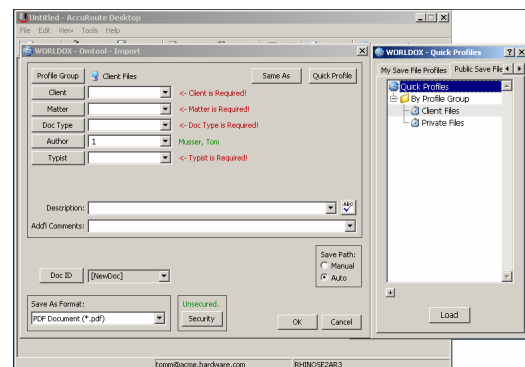 Untitled - AccuRoute Desktop
File Edit View Tools Help
WORLDOX - Omtool - Import
Profile Group Client Files Same As Quick Profile
Client <- Client is Required!
Matter <- Matter is Required!
Doc Type <- Doc Type is Required!
Author 1 Musser, Tom
Typist <- Typist is Required!
Description: ABC
Add'l Comments:
Save Path:
Manual
Auto
Doc ID [NewDoc]
Save As Format:
PDF Document (*.pdf)
Unsecured.
Security
OK Cancel
tomm@acme.hardware.com RHINOSE2AR3
WORLDOX - Quick Profiles
My Save File Profiles Public Save File
Quick Profiles
By Profile Group
Client Files
Private Files
Load